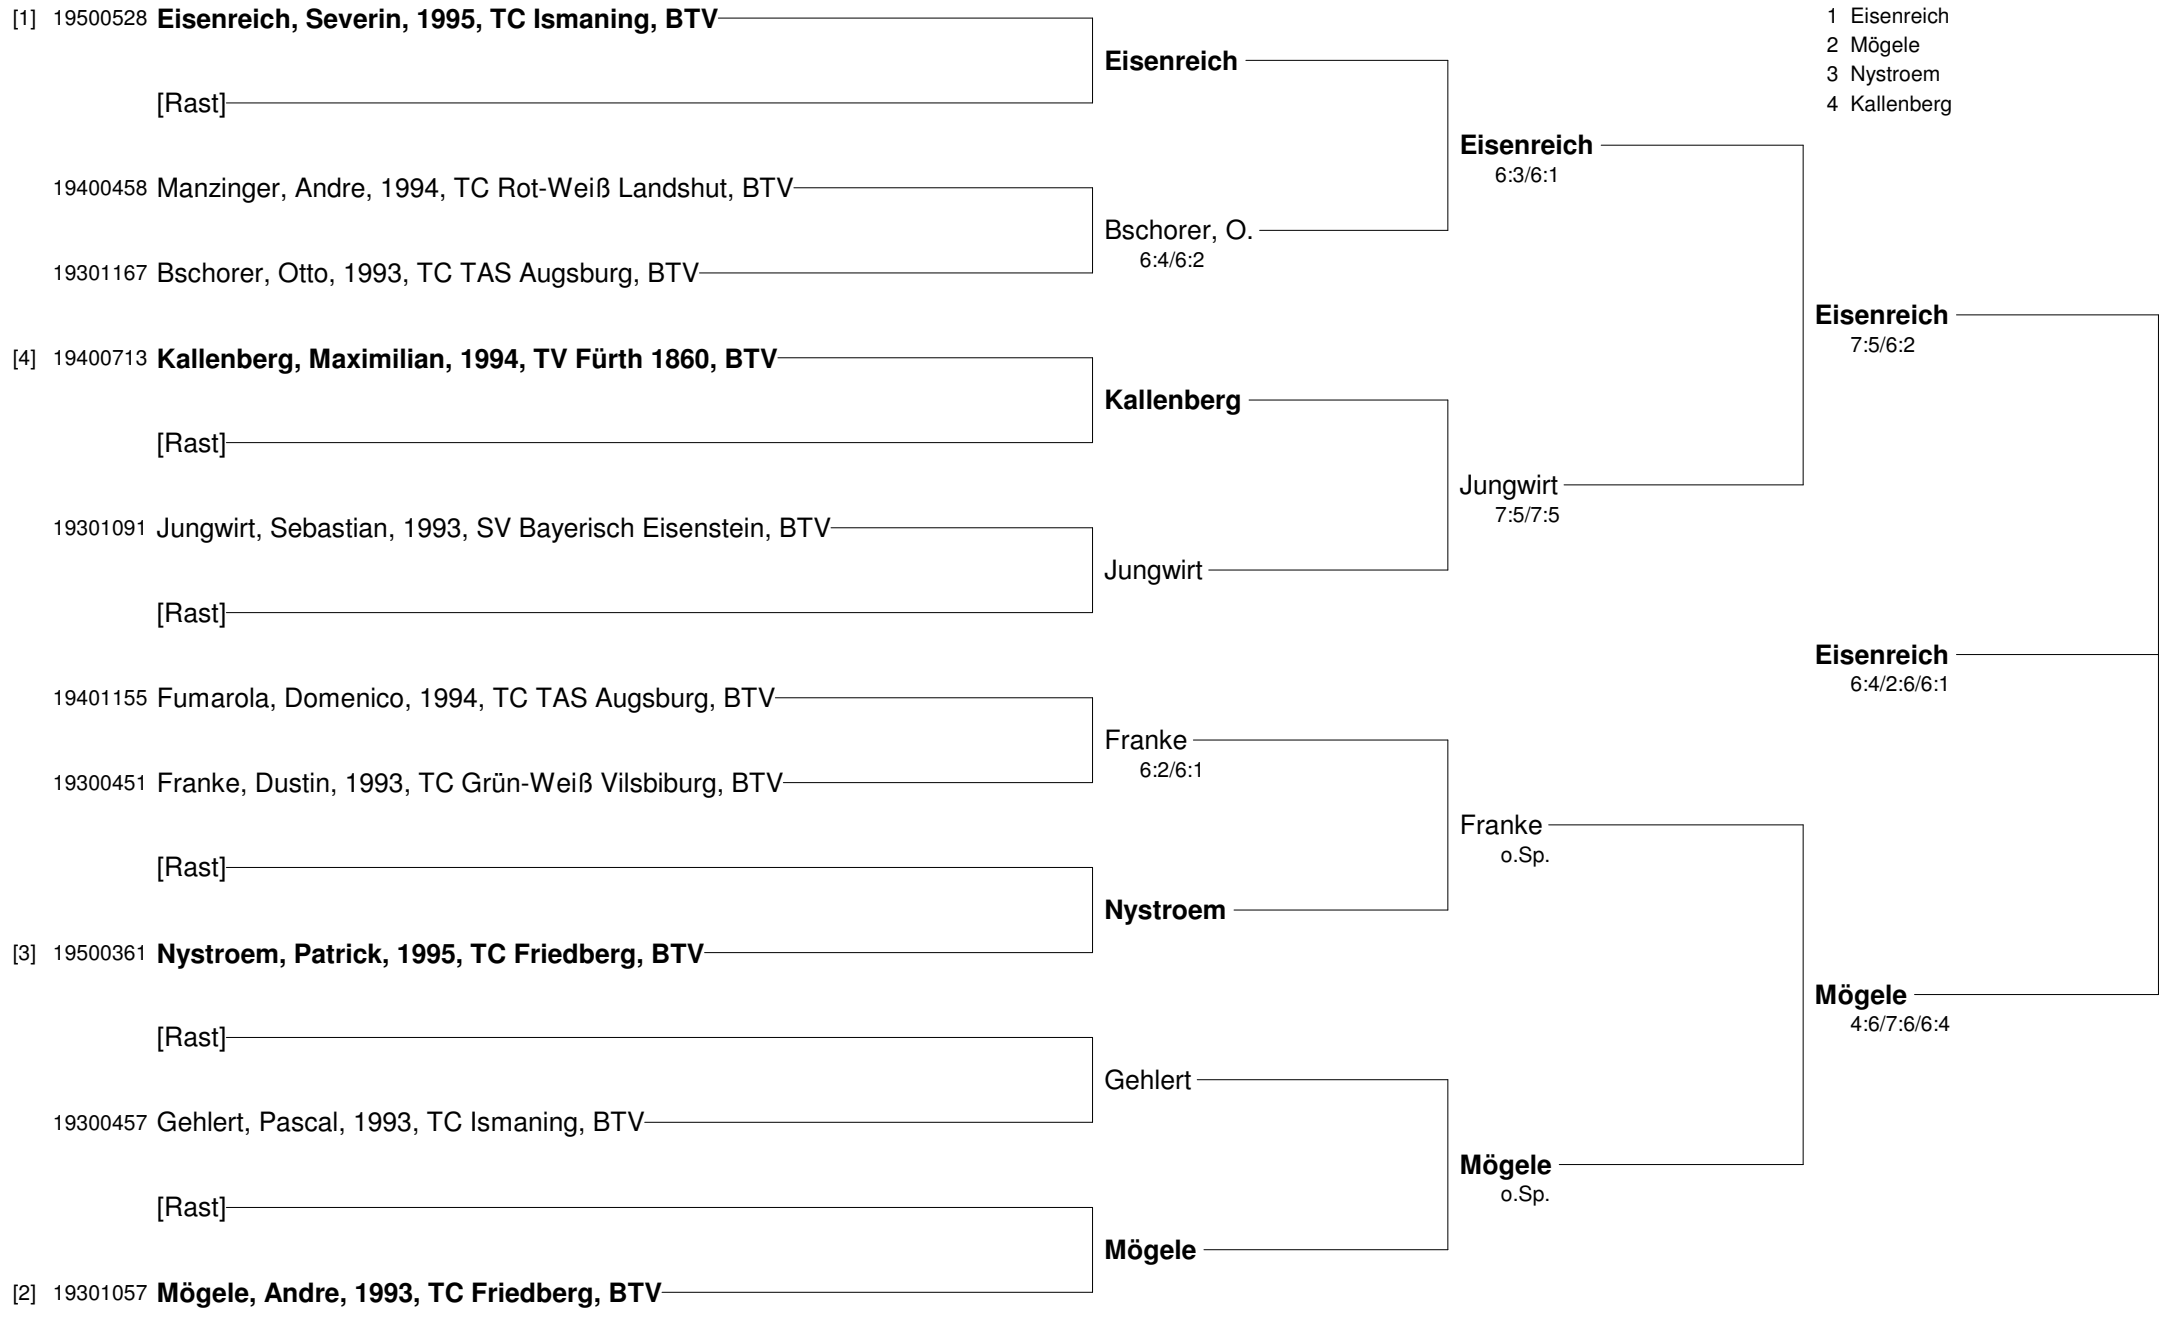 [1] 19500528 Eisenreich, Severin, 1995, TC Ismaning, BTV
[Rast]
19400458 Manzinger, Andre, 1994, TC Rot-Weiß Landshut, BTV
19301167 Bschorer, Otto, 1993, TC TAS Augsburg, BTV
[4] 19400713 Kallenberg, Maximilian, 1994, TV Fürth 1860, BTV
[Rast]
19301091 Jungwirt, Sebastian, 1993, SV Bayerisch Eisenstein, BTV
[Rast]
19401155 Fumarola, Domenico, 1994, TC TAS Augsburg, BTV
19300451 Franke, Dustin, 1993, TC Grün-Weiß Vilsbiburg, BTV
[Rast]
[3] 19500361 Nystroem, Patrick, 1995, TC Friedberg, BTV
[Rast]
19300457 Gehlert, Pascal, 1993, TC Ismaning, BTV
[Rast]
[2] 19301057 Mögele, Andre, 1993, TC Friedberg, BTV
Eisenreich
Bschorer, O.
6:4/6:2
Kallenberg
Jungwirt
Franke
6:2/6:1
Nystroem
Gehlert
Mögele
Eisenreich
6:3/6:1
Jungwirt
7:5/7:5
Franke
o.Sp.
Mögele
o.Sp.
1 Eisenreich
2 Mögele
3 Nystroem
4 Kallenberg
Eisenreich
7:5/6:2
Eisenreich
6:4/2:6/6:1
Mögele
4:6/7:6/6:4